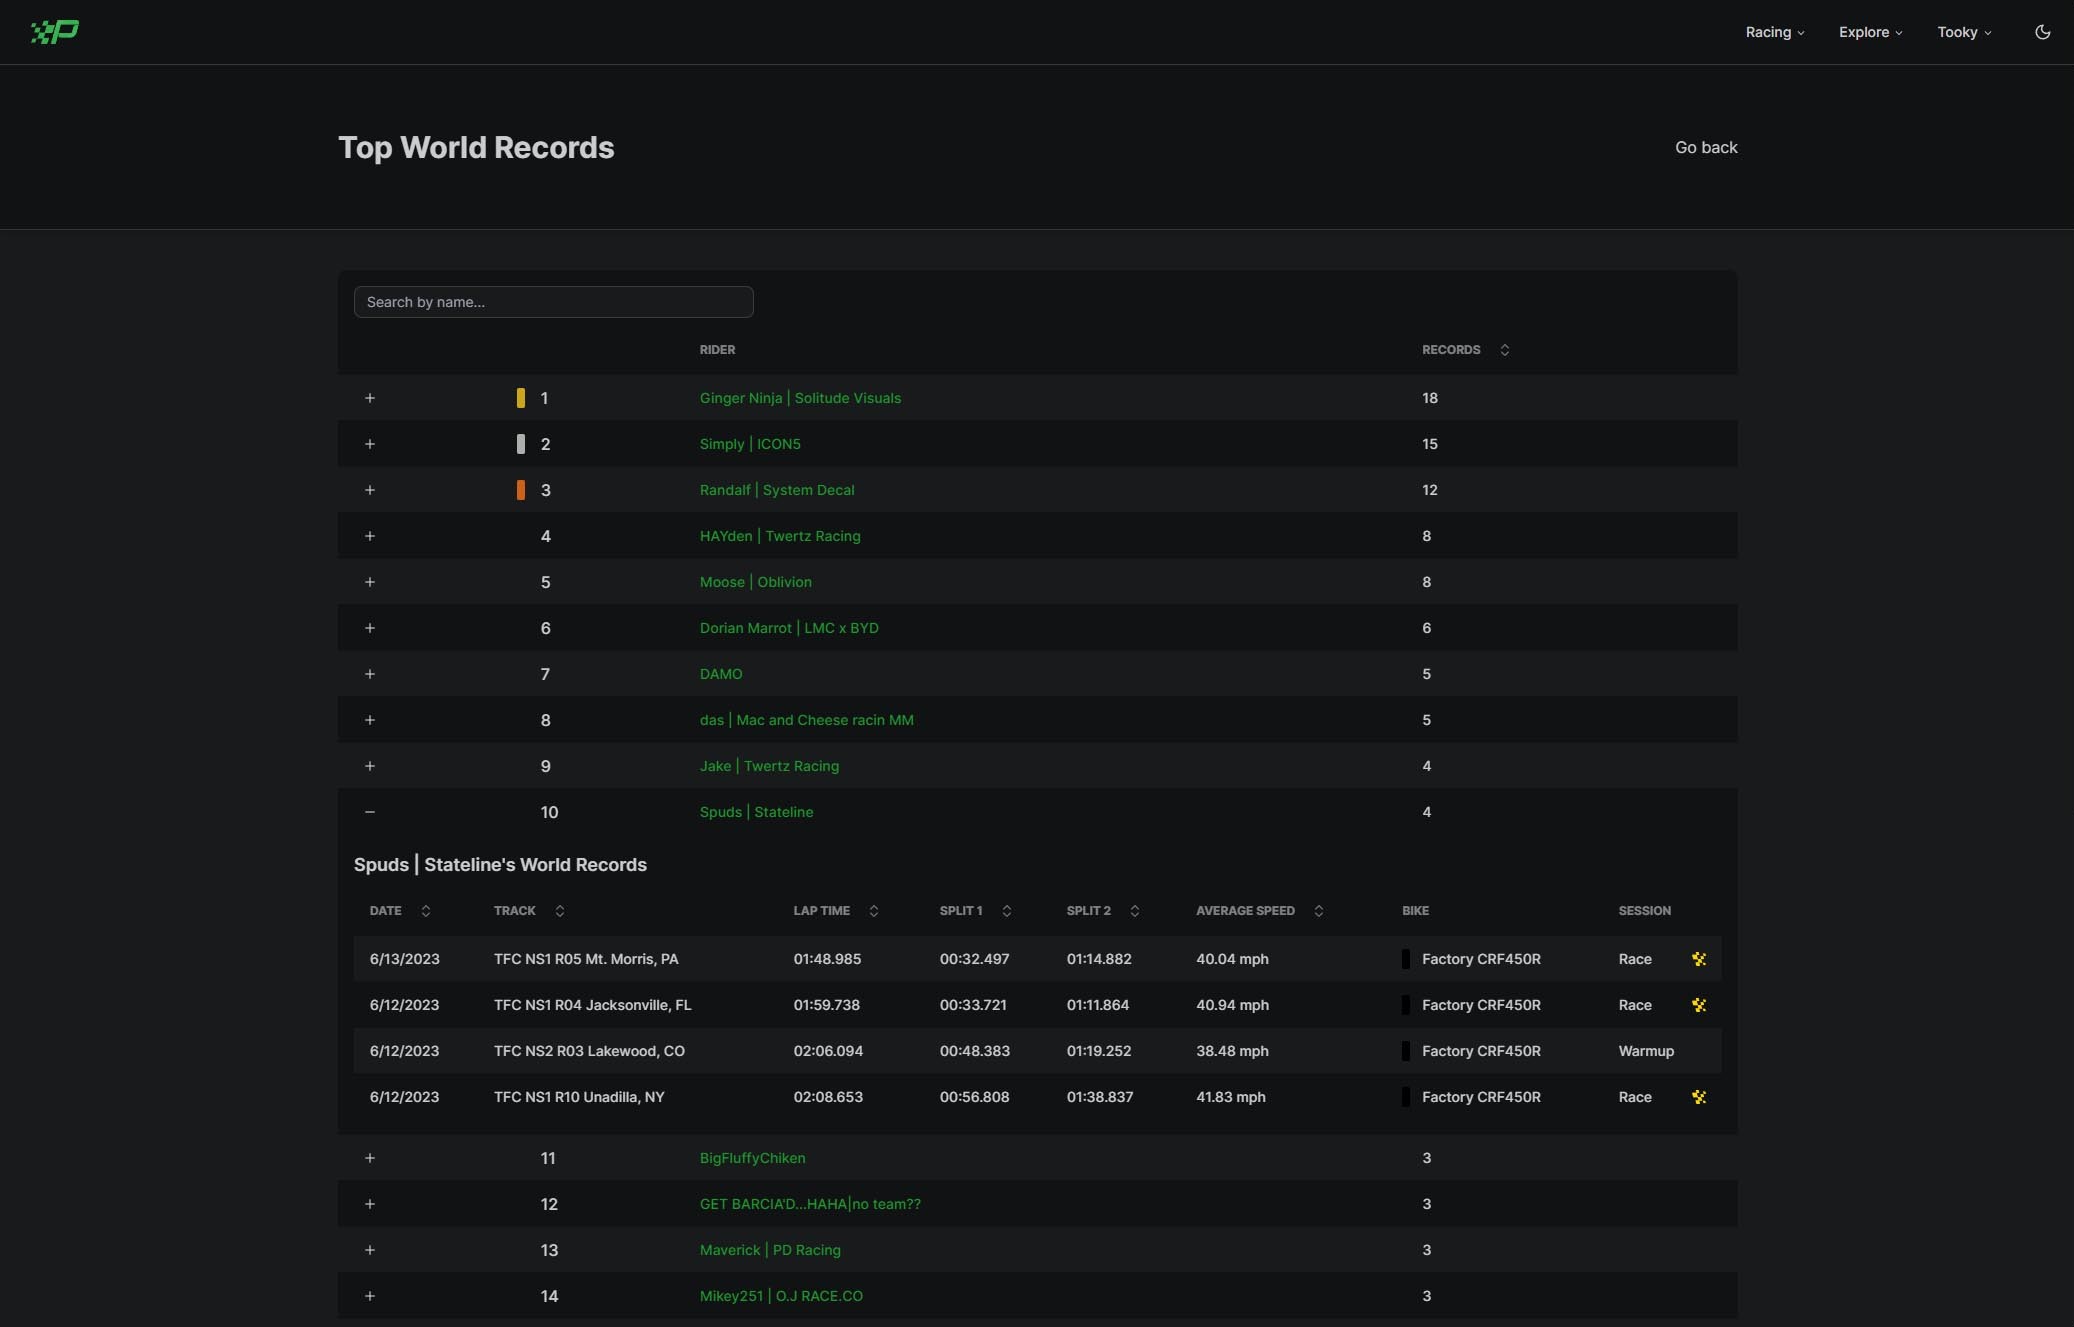 Racing Explore Tooky
Top World Records
Go back
Search by name...
RIDER RECORDS
1 Ginger Ninja | Solitude Visuals 18
2 Simply | ICON5 15
3 Randalf | System Decal 12
4 HAYden | Twertz Racing 8
5 Moose | Oblivion 8
6 Dorian Marrot | LMC x BYD 6
7 DAMO 5
8 das | Mac and Cheese racin MM 5
9 Jake | Twertz Racing 4
10 Spuds | Stateline 4
Spuds | Stateline's World Records
DATE TRACK LAP TIME SPLIT 1 SPLIT 2 AVERAGE SPEED BIKE SESSION
6/13/2023 TFC NS1 R05 Mt. Morris, PA 01:48.985 00:32.497 01:14.882 40.04 mph Factory CRF450R Race
6/12/2023 TFC NS1 R04 Jacksonville, FL 01:59.738 00:33.721 01:11.864 40.94 mph Factory CRF450R Race
6/12/2023 TFC NS2 R03 Lakewood, CO 02:06.094 00:48.383 01:19.252 38.48 mph Factory CRF450R Warmup
6/12/2023 TFC NS1 R10 Unadilla, NY 02:08.653 00:56.808 01:38.837 41.83 mph Factory CRF450R Race
11 BigFluffyChiken 3
12 GET BARCIA'D...HAHA|no team?? 3
13 Maverick | PD Racing 3
14 Mikey251 | O.J RACE.CO 3